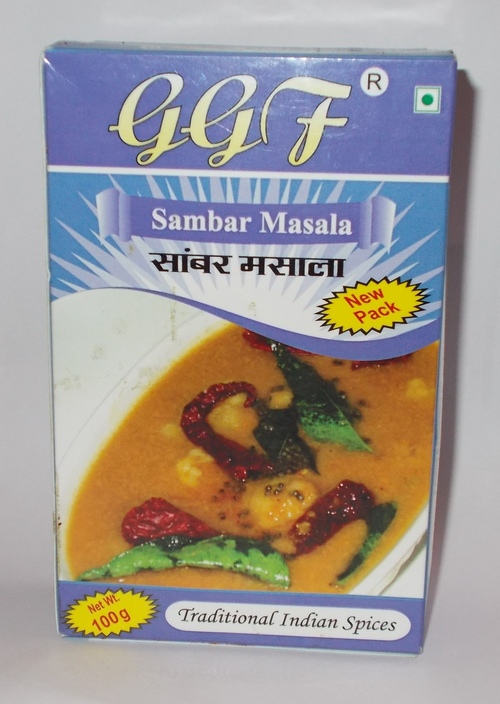 GGF ®
Sambar Masala
सांबर मसाला
New
Pack
Net Wt.
100g
Traditional Indian Spices